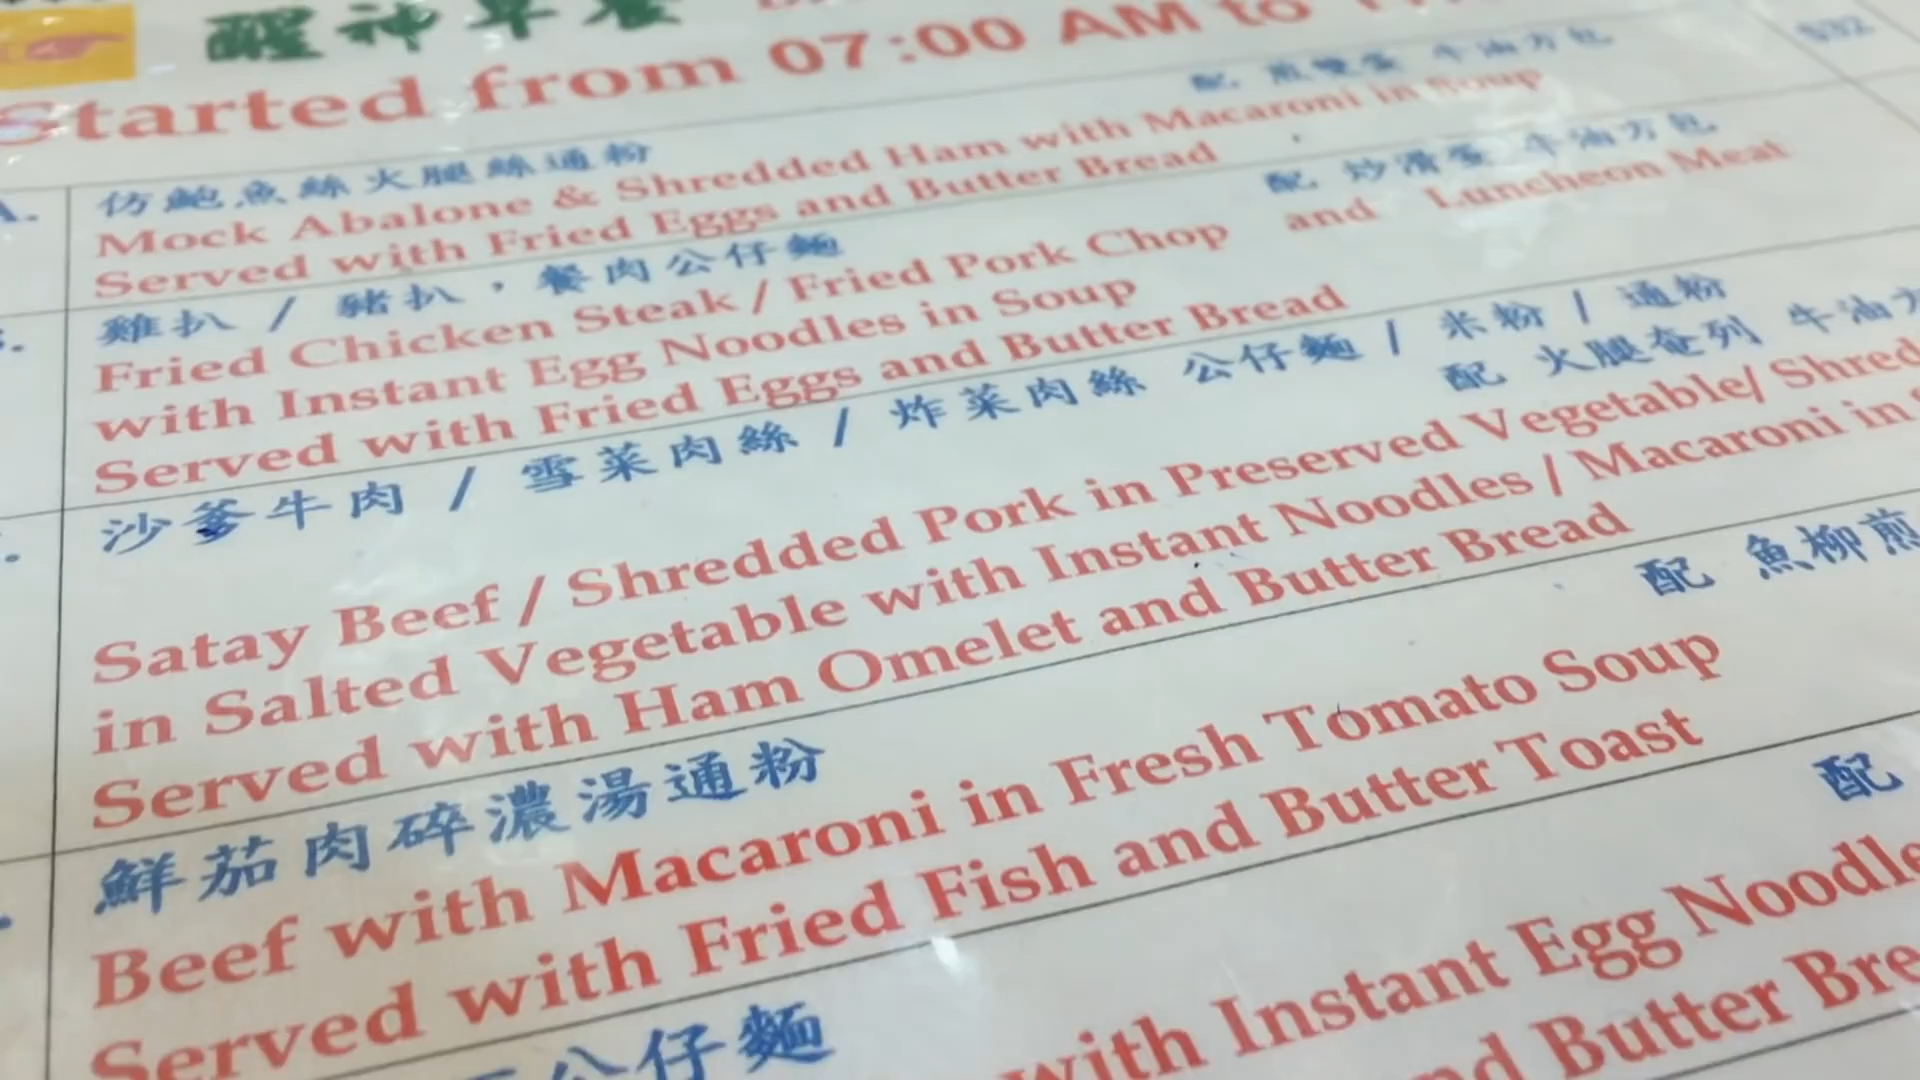 醒神早餐
Started from 07:00 AM to
配 煎雙蛋 牛油方包
$32
仿鮑魚絲火腿絲通粉
Mock Abalone & Shredded Ham with Macaroni in Soup
Served with Fried Eggs and Butter Bread
配 炒滑蛋 牛油方包
雞扒 / 豬扒，餐肉公仔麵
Fried Chicken Steak / Fried Pork Chop and Luncheon Meat
with Instant Egg Noodles in Soup
Served with Fried Eggs and Butter Bread
沙爹牛肉 / 雪菜肉絲 / 炸菜肉絲 公仔麵 / 米粉 / 通粉
配 火腿奄列 牛油方
Satay Beef / Shredded Pork in Preserved Vegetable/ Shred
in Salted Vegetable with Instant Noodles / Macaroni in
Served with Ham Omelet and Butter Bread
配 魚柳煎
鮮茄肉碎濃湯通粉
Beef with Macaroni in Fresh Tomato Soup
Served with Fried Fish and Butter Toast
配
公仔麵
with Instant Egg Noodle
nd Butter Bre